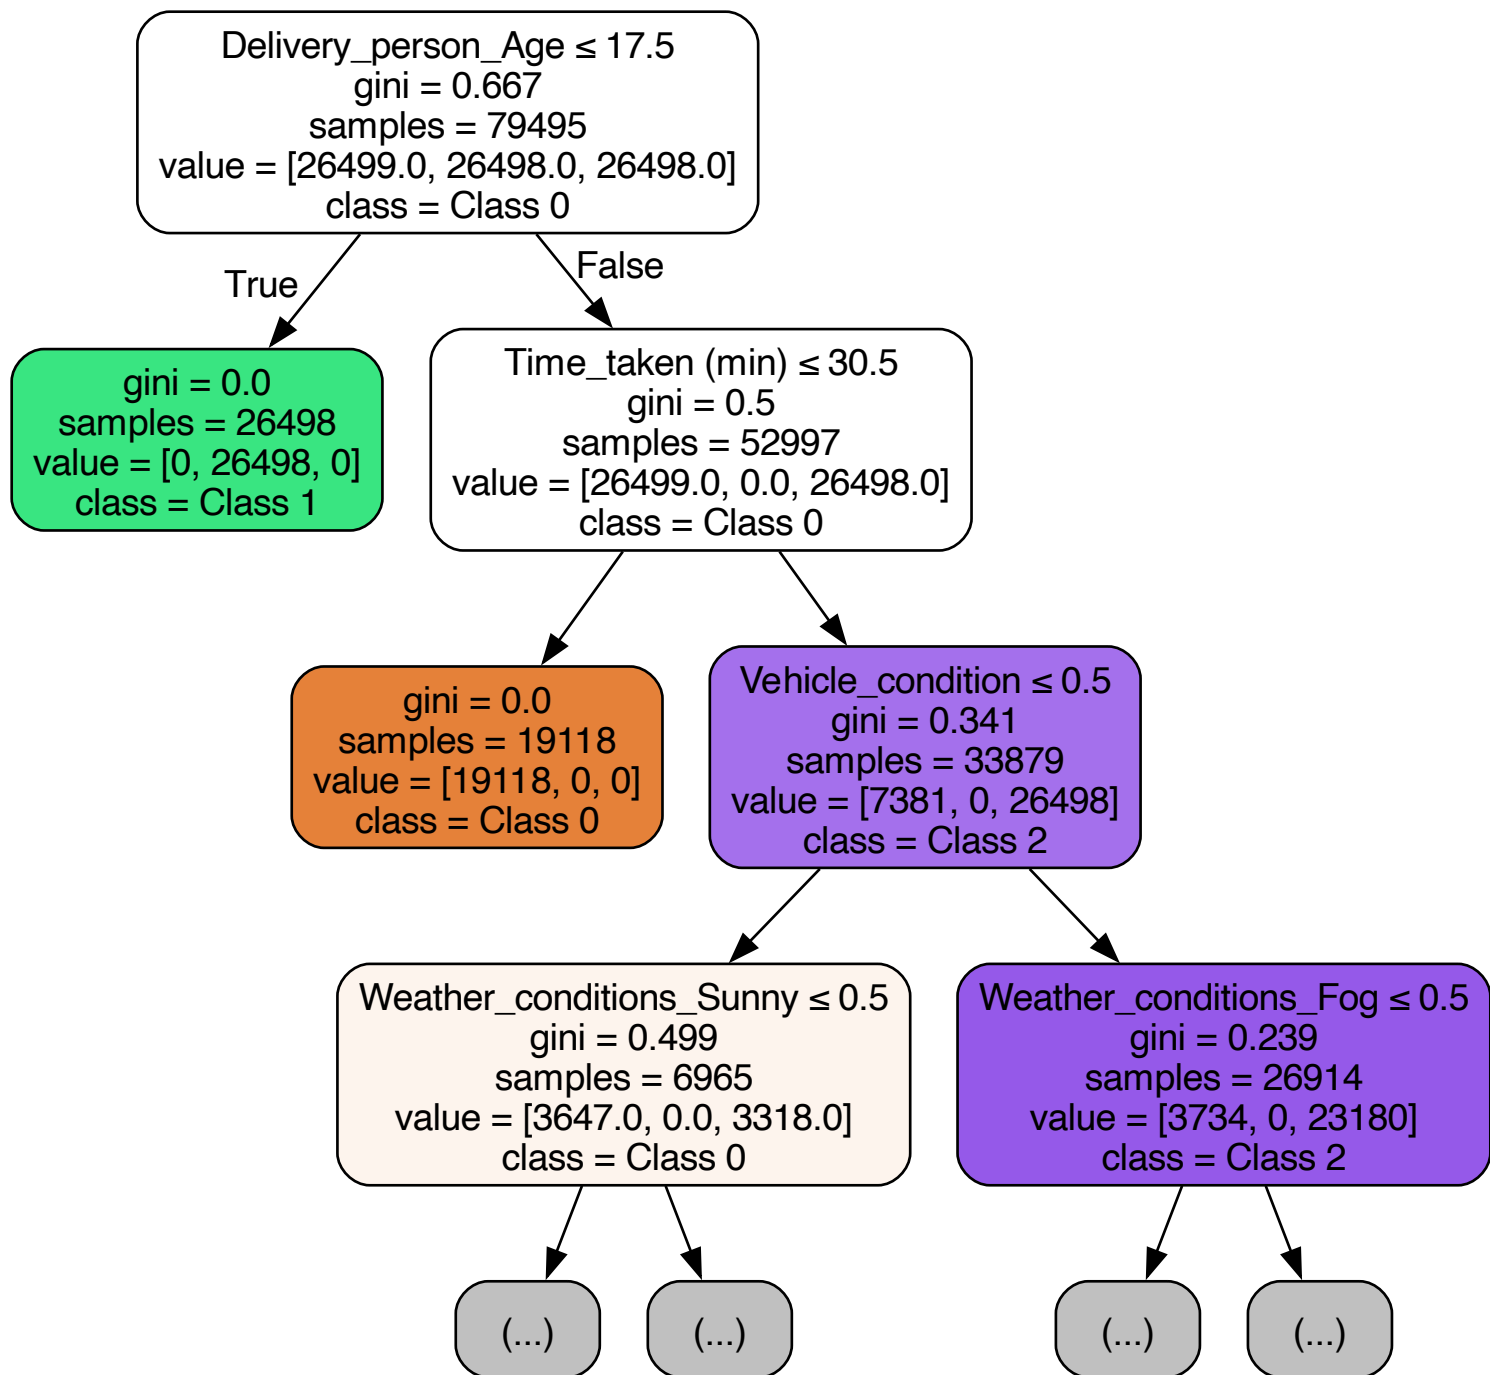 Delivery_person_Age ≤ 17.5
gini = 0.667
samples = 79495
value = [26499.0, 26498.0, 26498.0]
class = Class 0
True
False
gini = 0.0
samples = 26498
value = [0, 26498, 0]
class = Class 1
Time_taken (min) ≤ 30.5
gini = 0.5
samples = 52997
value = [26499.0, 0.0, 26498.0]
class = Class 0
gini = 0.0
samples = 19118
value = [19118, 0, 0]
class = Class 0
Vehicle_condition ≤ 0.5
gini = 0.341
samples = 33879
value = [7381, 0, 26498]
class = Class 2
Weather_conditions_Sunny ≤ 0.5
gini = 0.499
samples = 6965
value = [3647.0, 0.0, 3318.0]
class = Class 0
Weather_conditions_Fog ≤ 0.5
gini = 0.239
samples = 26914
value = [3734, 0, 23180]
class = Class 2
(...)
(...)
(...)
(...)